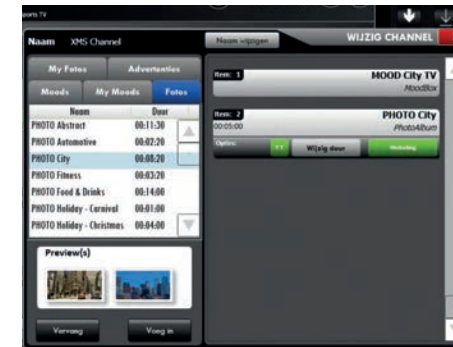 Sports TV
Naam XMS Channel
Naam wijzigen
WIJZIG CHANNEL
My Fotos Advertenties
Moods My Moods Fotos
Naam Duur
PHOTO Abstract 00:11:30
PHOTO Automotive 00:02:20
PHOTO City 00:08:20
PHOTO Fitness 00:03:20
PHOTO Food & Drinks 00:14:00
PHOTO Holiday - Carnival 00:01:00
PHOTO Holiday - Christmas 00:04:00
Preview(s)
Vervang Voeg in
Item: 1 MOOD City TV
MoodBox
Item: 2 PHOTO City
00:05:00 PhotoAlbum
Opties: Wijzig duur